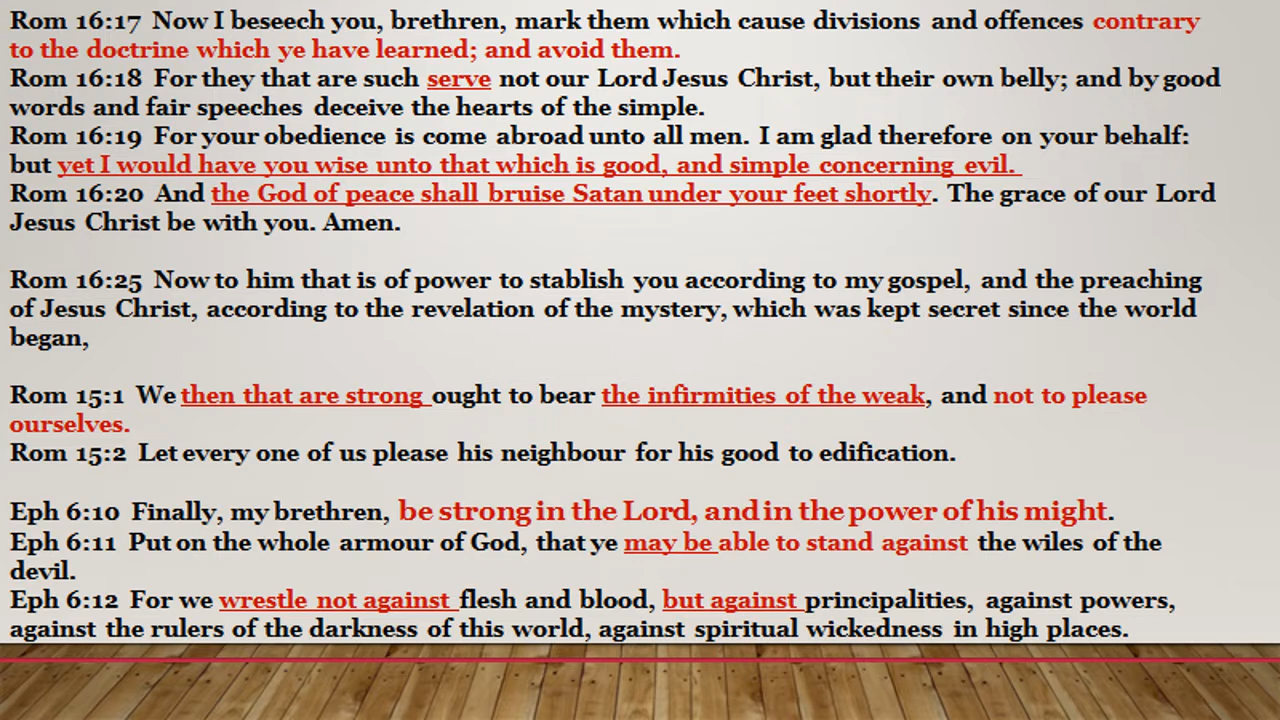 Rom 16:17 Now I beseech you, brethren, mark them which cause divisions and offences contrary
to the doctrine which ye have learned; and avoid them.
Rom 16:18 For they that are such serve not our Lord Jesus Christ, but their own belly; and by good
words and fair speeches deceive the hearts of the simple.
Rom 16:19 For your obedience is come abroad unto all men. I am glad therefore on your behalf:
but yet I would have you wise unto that which is good, and simple concerning evil.
Rom 16:20 And the God of peace shall bruise Satan under your feet shortly. The grace of our Lord
Jesus Christ be with you. Amen.
Rom 16:25 Now to him that is of power to stablish you according to my gospel, and the preaching
of Jesus Christ, according to the revelation of the mystery, which was kept secret since the world
began,
Rom 15:1 We then that are strong ought to bear the infirmities of the weak, and not to please
ourselves.
Rom 15:2 Let every one of us please his neighbour for his good to edification.
Eph 6:10 Finally, my brethren, be strong in the Lord, and in the power of his might.
Eph 6:11 Put on the whole armour of God, that ye may be able to stand against the wiles of the
devil.
Eph 6:12 For we wrestle not against flesh and blood, but against principalities, against powers,
against the rulers of the darkness of this world, against spiritual wickedness in high places.